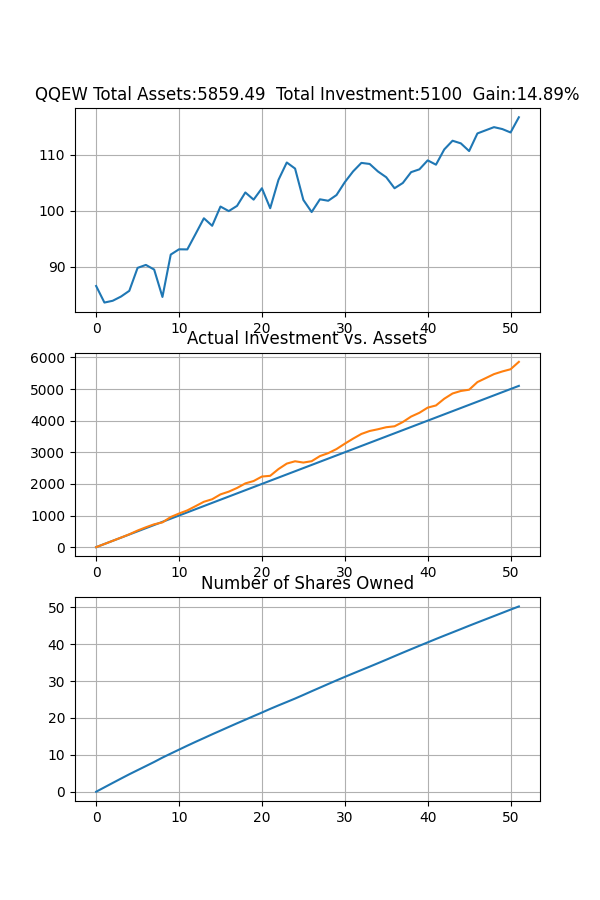 QQEW Total Assets:5859.49  Total Investment:5100  Gain:14.89%
110
100
90
0 10 20 30 40 50
Actual Investment vs. Assets
6000
5000
4000
3000
2000
1000
0
0 10 20 30 40 50
Number of Shares Owned
50
40
30
20
10
0
0 10 20 30 40 50